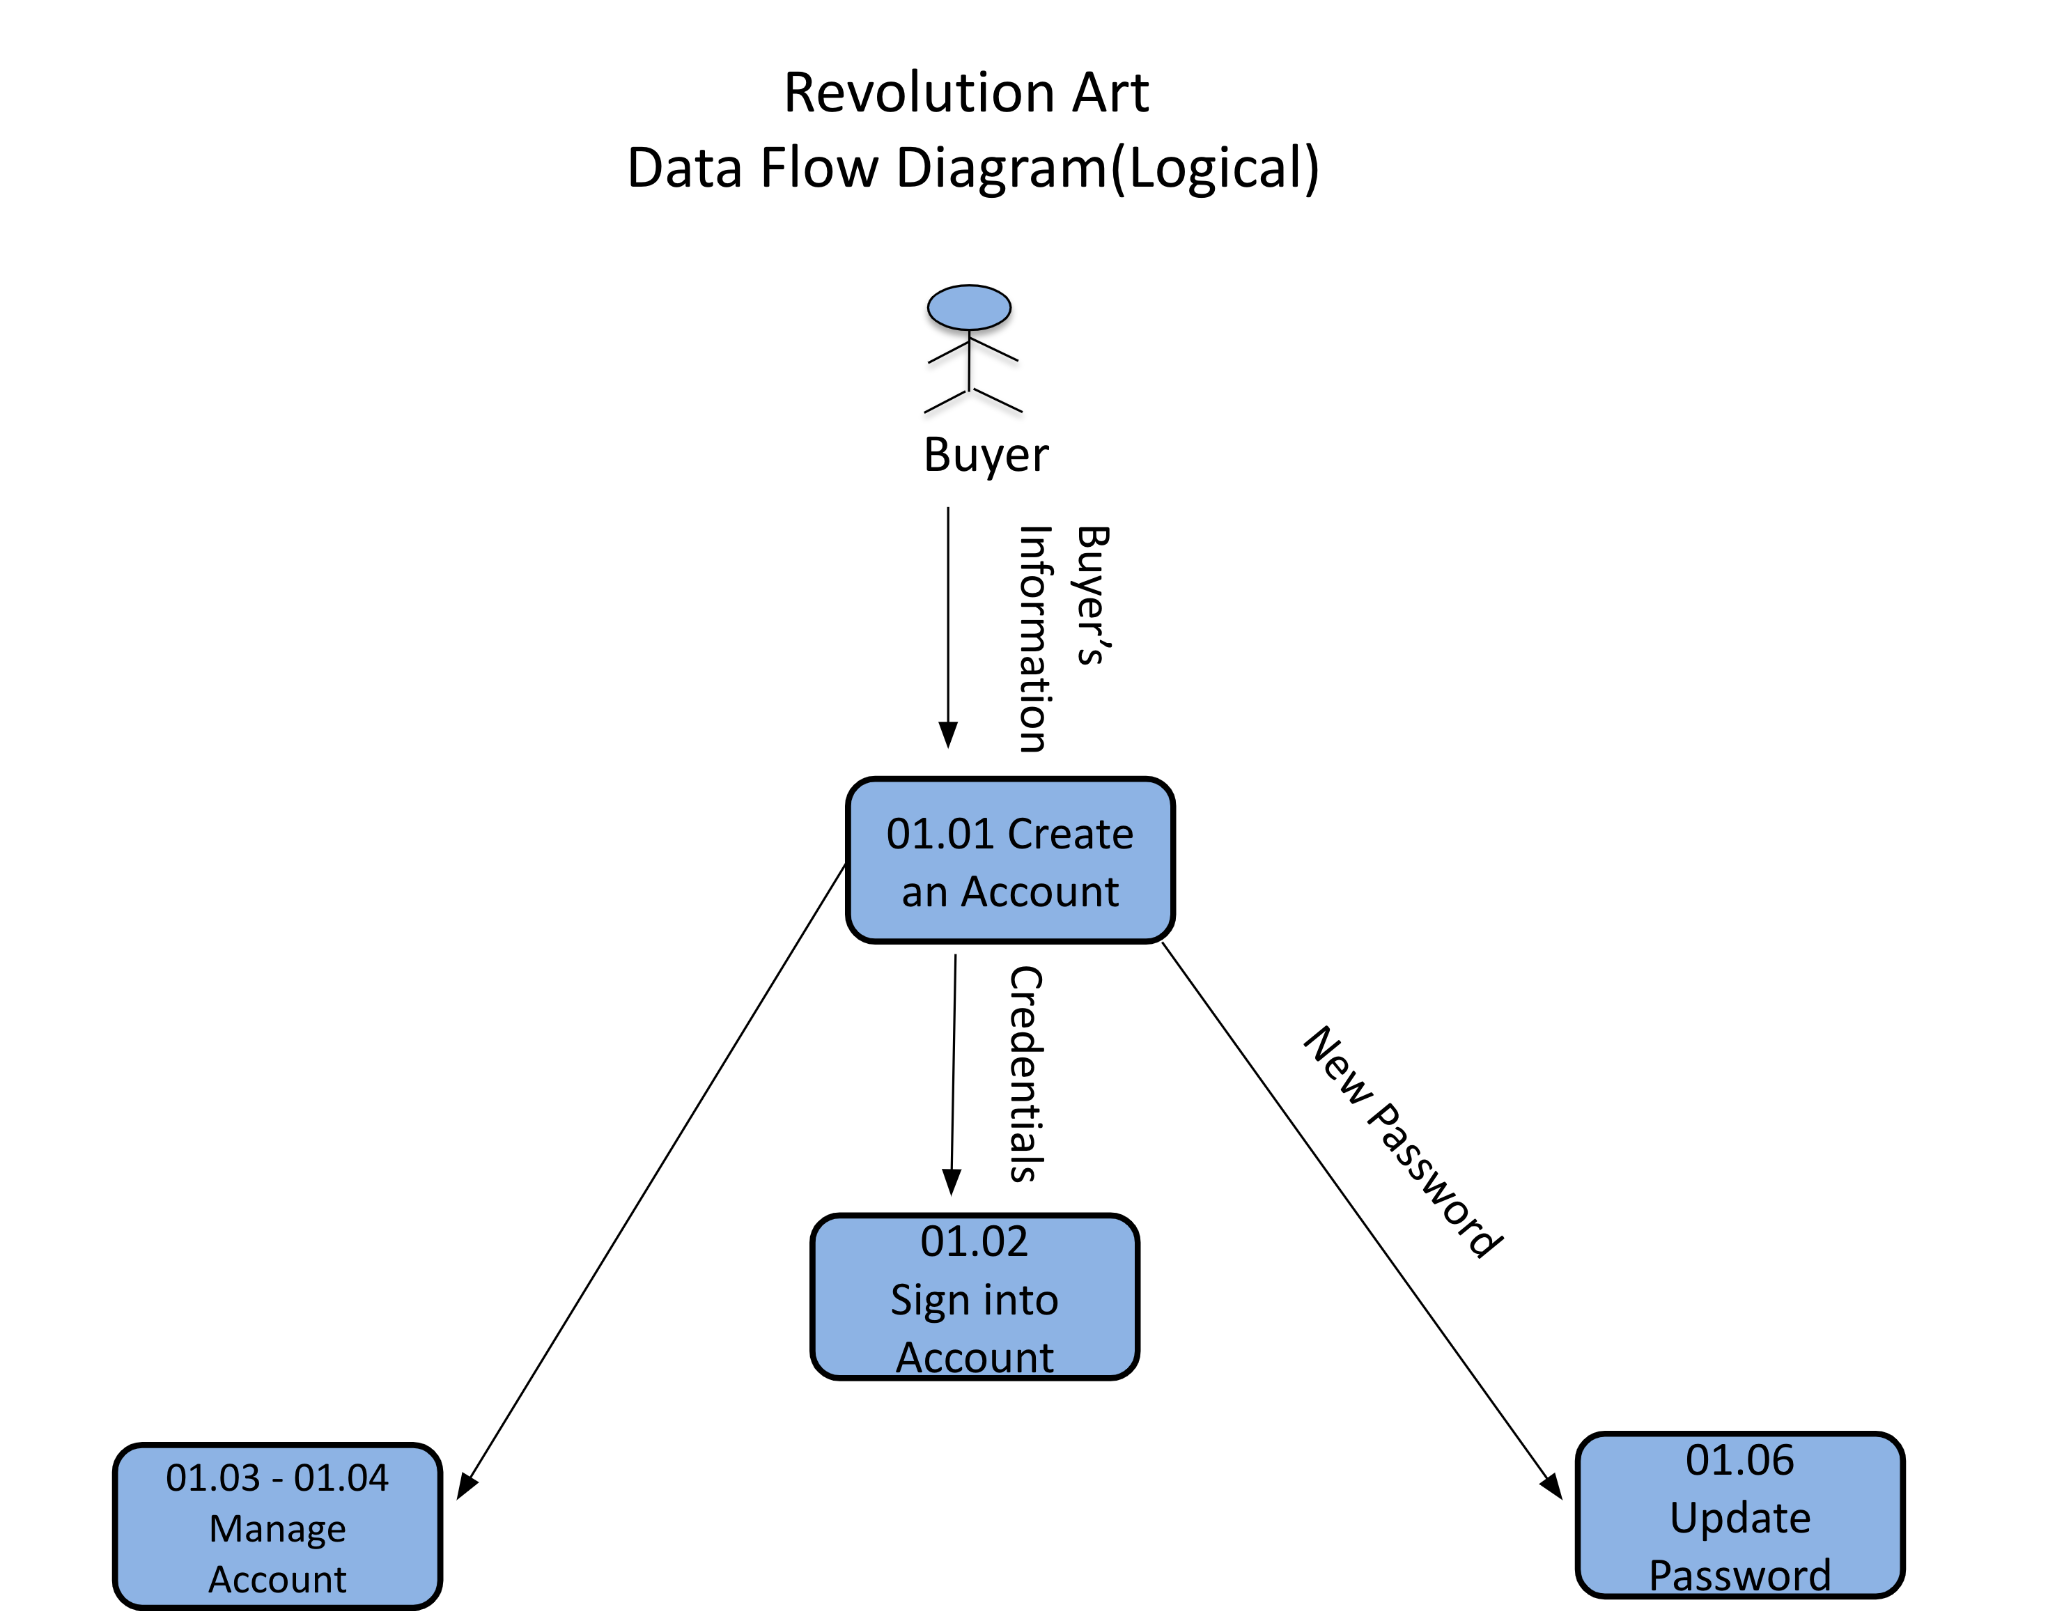 Revolution Art
Data Flow Diagram(Logical)
Buyer
Buyer’s
Information
01.01 Create
an Account
Credentials
New Password
01.02
Sign into
Account
01.03 - 01.04
Manage
Account
01.06
Update
Password